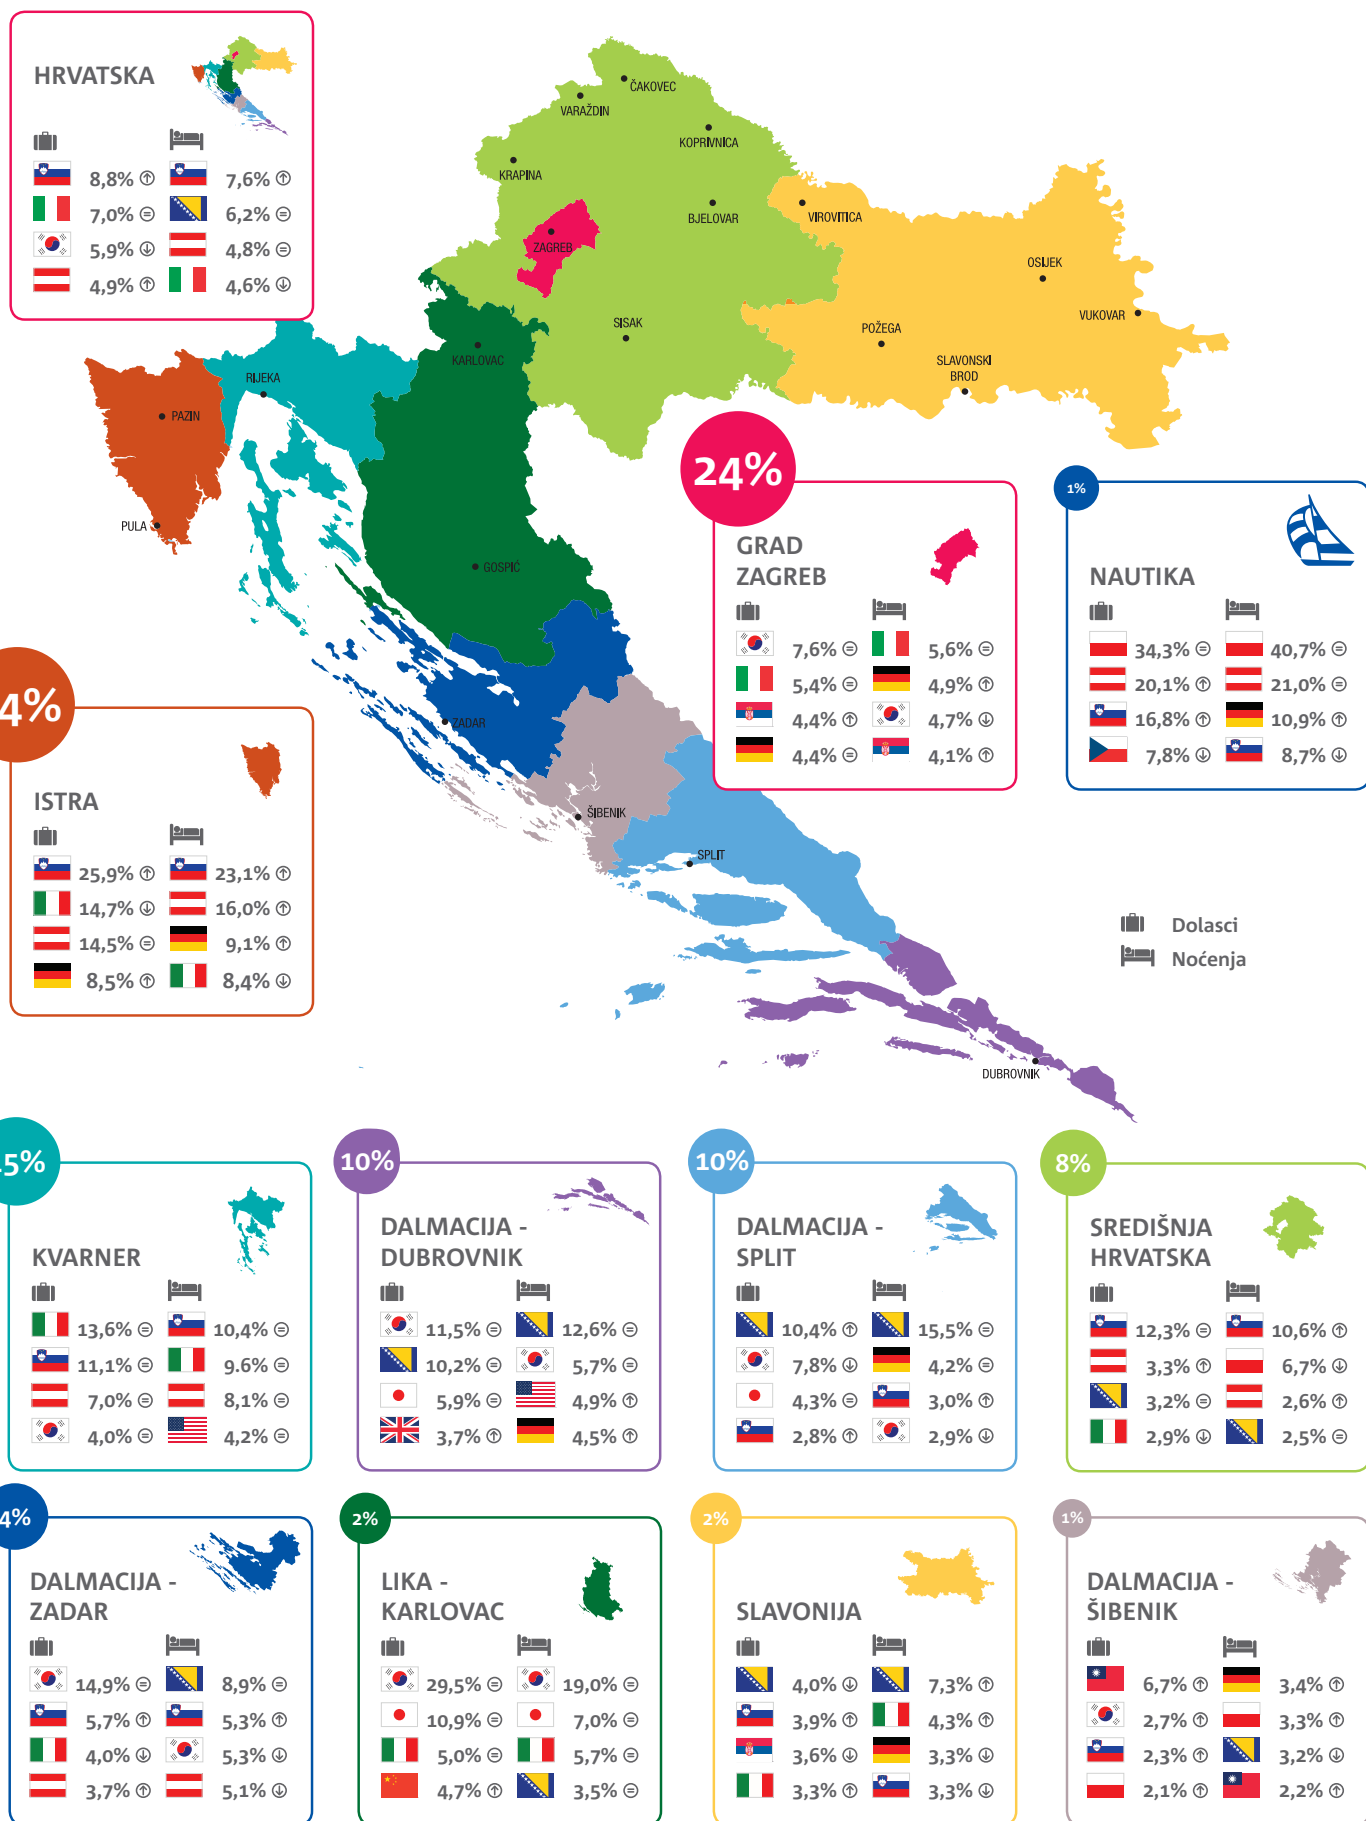 HRVATSKA
8,8%
7,6%
7,0%
6,2%
5,9%
4,8%
4,9%
4,6%
ČAKOVEC
VARAŽDIN
KOPRIVNICA
KRAPINA
BJELOVAR
VIROVITICA
ZAGREB
OSIJEK
VUKOVAR
SISAK
POŽEGA
SLAVONSKI
BROD
KARLOVAC
RIJEKA
PAZIN
PULA
GOSPIĆ
ZADAR
ŠIBENIK
SPLIT
DUBROVNIK
24%
GRAD
ZAGREB
7,6%
5,6%
5,4%
4,9%
4,4%
4,7%
4,4%
4,1%
1%
NAUTIKA
34,3%
40,7%
20,1%
21,0%
16,8%
10,9%
7,8%
8,7%
4%
ISTRA
25,9%
23,1%
14,7%
16,0%
14,5%
9,1%
8,5%
8,4%
Dolasci
Noćenja
5%
KVARNER
13,6%
10,4%
11,1%
9,6%
7,0%
8,1%
4,0%
4,2%
10%
DALMACIJA -
DUBROVNIK
11,5%
12,6%
10,2%
5,7%
5,9%
4,9%
3,7%
4,5%
10%
DALMACIJA -
SPLIT
10,4%
15,5%
7,8%
4,2%
4,3%
3,0%
2,8%
2,9%
8%
SREDIŠNJA
HRVATSKA
12,3%
10,6%
3,3%
6,7%
3,2%
2,6%
2,9%
2,5%
4%
DALMACIJA -
ZADAR
14,9%
8,9%
5,7%
5,3%
4,0%
5,3%
3,7%
5,1%
2%
LIKA -
KARLOVAC
29,5%
19,0%
10,9%
7,0%
5,0%
5,7%
4,7%
3,5%
2%
SLAVONIJA
4,0%
7,3%
3,9%
4,3%
3,6%
3,3%
3,3%
3,3%
1%
DALMACIJA -
ŠIBENIK
6,7%
3,4%
2,7%
3,3%
2,3%
3,2%
2,1%
2,2%